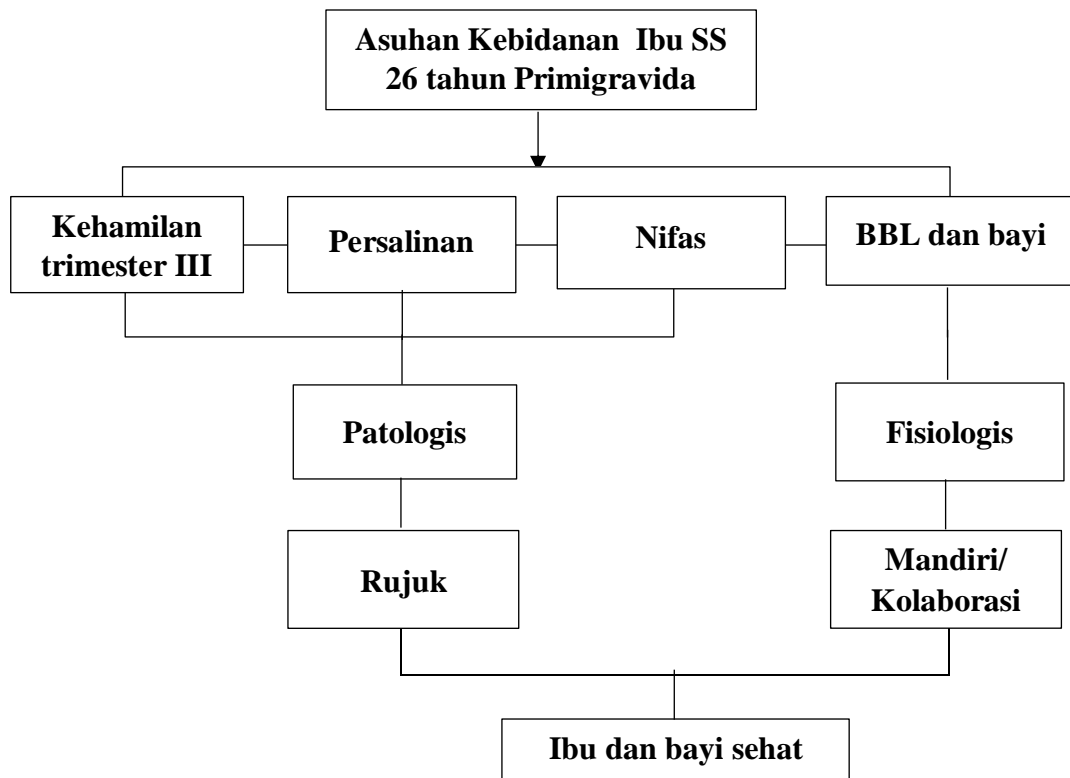 Asuhan Kebidanan Ibu SS
26 tahun Primigravida
Kehamilan
trimester III
Persalinan
Nifas
BBL dan bayi
Patologis
Fisiologis
Rujuk
Mandiri/
Kolaborasi
Ibu dan bayi sehat